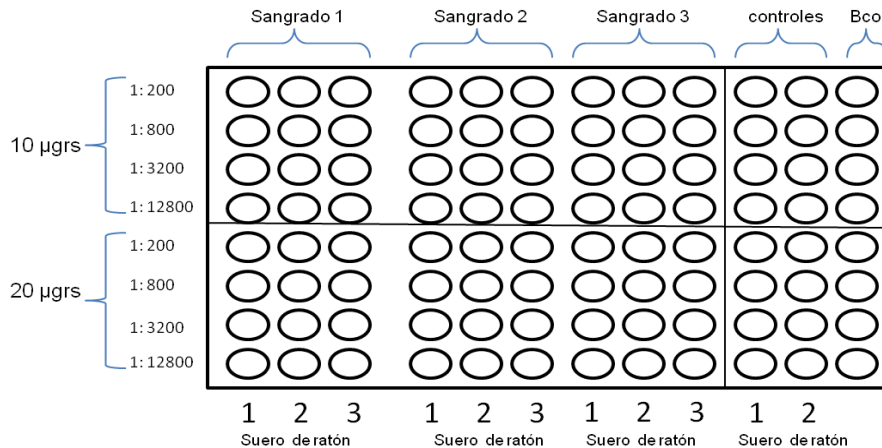 Sangrado 1 Sangrado 2 Sangrado 3 controles Bco
10 µgrs
1: 200
1: 800
1:3200
1:12800
20 µgrs
1: 200
1:800
1:3200
1:12800
1 2 3 1 2 3 1 2 3 1 2
Suero de ratón Suero de ratón Suero de ratón Suero de ratón